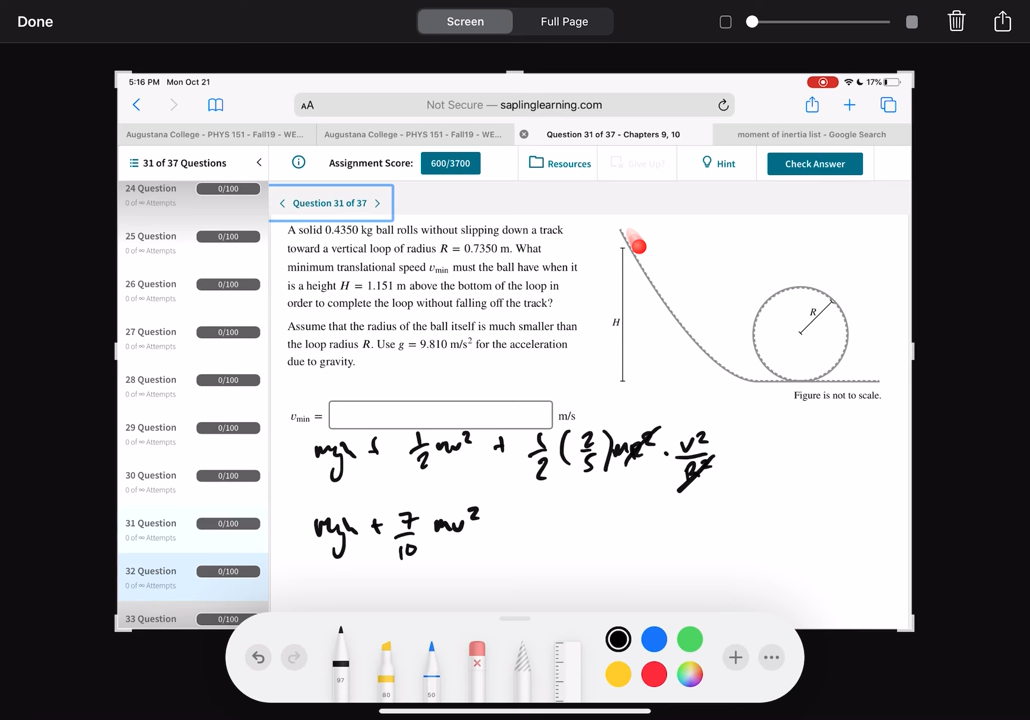 Done
Screen
Full Page
5:16 PM Mon Oct 21
17%
AA
Not Secure — saplinglearning.com
Augustana College - PHYS 151 - Fall19 - WE...
Augustana College - PHYS 151 - Fall19 - WE...
Question 31 of 37 - Chapters 9, 10
moment of inertia list - Google Search
31 of 37 Questions
Assignment Score:
600/3700
Resources
Give Up?
Hint
Check Answer
24 Question
0/100
0 of ∞ Attempts
25 Question
0/100
0 of ∞ Attempts
26 Question
0/100
0 of ∞ Attempts
27 Question
0/100
0 of ∞ Attempts
28 Question
0/100
0 of ∞ Attempts
29 Question
0/100
0 of ∞ Attempts
30 Question
0/100
0 of ∞ Attempts
31 Question
0/100
0 of ∞ Attempts
32 Question
0/100
0 of ∞ Attempts
33 Question
0/100
Question 31 of 37
A solid 0.4350 kg ball rolls without slipping down a track
toward a vertical loop of radius R = 0.7350 m. What
minimum translational speed v_min must the ball have when it
is a height H = 1.151 m above the bottom of the loop in
order to complete the loop without falling off the track?
Assume that the radius of the ball itself is much smaller than
the loop radius R. Use g = 9.810 m/s² for the acceleration
due to gravity.
H
R
Figure is not to scale.
v_min =
m/s
mgh + 1/2 mv² + 1/2 (2/5) mR² · v²/R²
mgh + 7/10 mv²
97
80
50